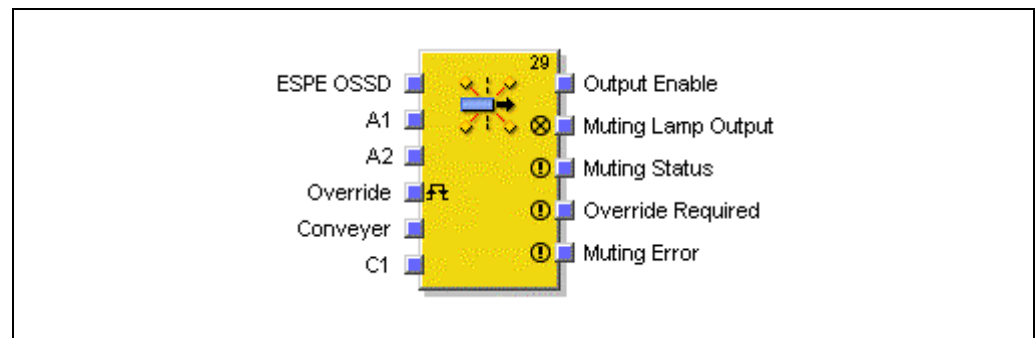 29
ESPE OSSD
A1
A2
Override
Conveyer
C1
Output Enable
Muting Lamp Output
Muting Status
Override Required
Muting Error